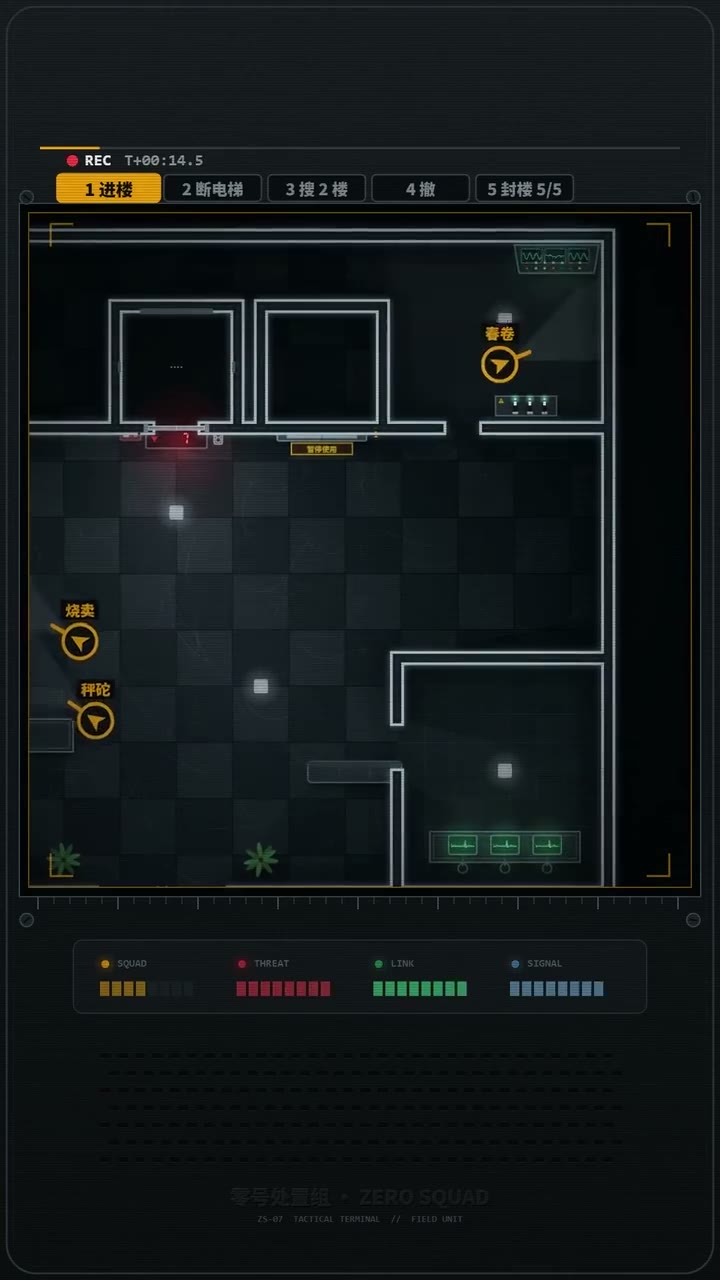 REC T+00:14.5
1 进楼 2 断电梯 3 搜 2 楼 4 撤 5 封楼 5/5
春卷
暂停使用
烧卖
秤砣
SQUAD THREAT LINK SIGNAL
零号处置组 · ZERO SQUAD
ZS-07 TACTICAL TERMINAL // FIELD UNIT